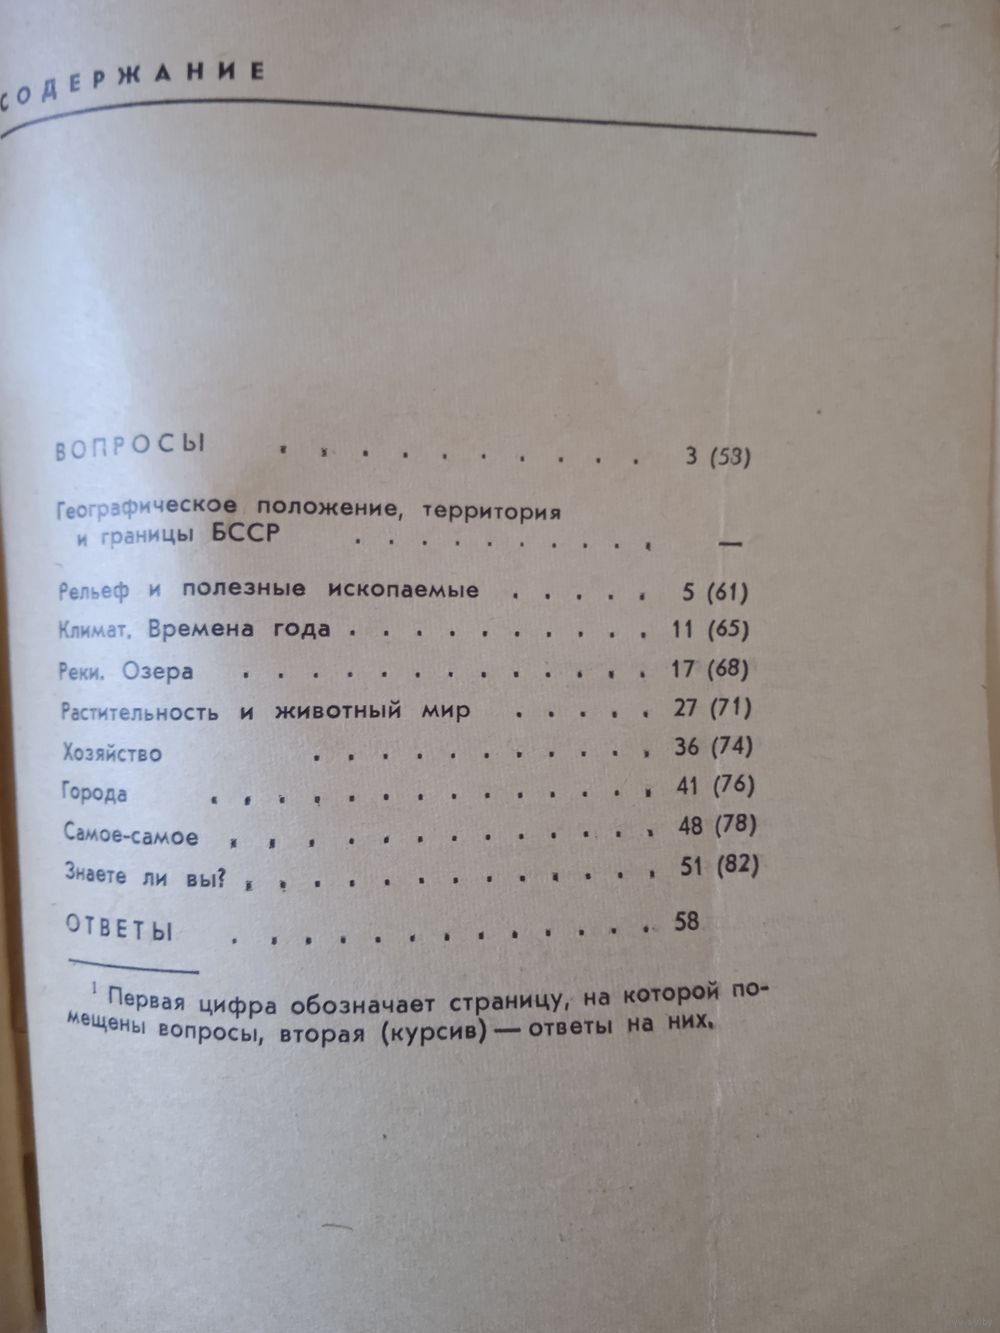 СОДЕРЖАНИЕ
ВОПРОСЫ . . . . . . . . . . 3 (53)
Географическое положение, территория
и границы БССР . . . . . . . . . . —
Рельеф и полезные ископаемые . . . . . 5 (61)
Климат. Времена года . . . . . . . . . . 11 (65)
Реки. Озера . . . . . . . . . . . . . 17 (68)
Растительность и животный мир . . . . . 27 (71)
Хозяйство . . . . . . . . . . . 36 (74)
Города . . . . . . . . . . . . . . 41 (76)
Самое-самое . . . . . . . . . . . . 48 (78)
Знаете ли вы? . . . . . . . . . . . . . 51 (82)
ОТВЕТЫ . . . . . . . . . . . . . 58
1 Первая цифра обозначает страницу, на которой по-
мещены вопросы, вторая (курсив) — ответы на них.